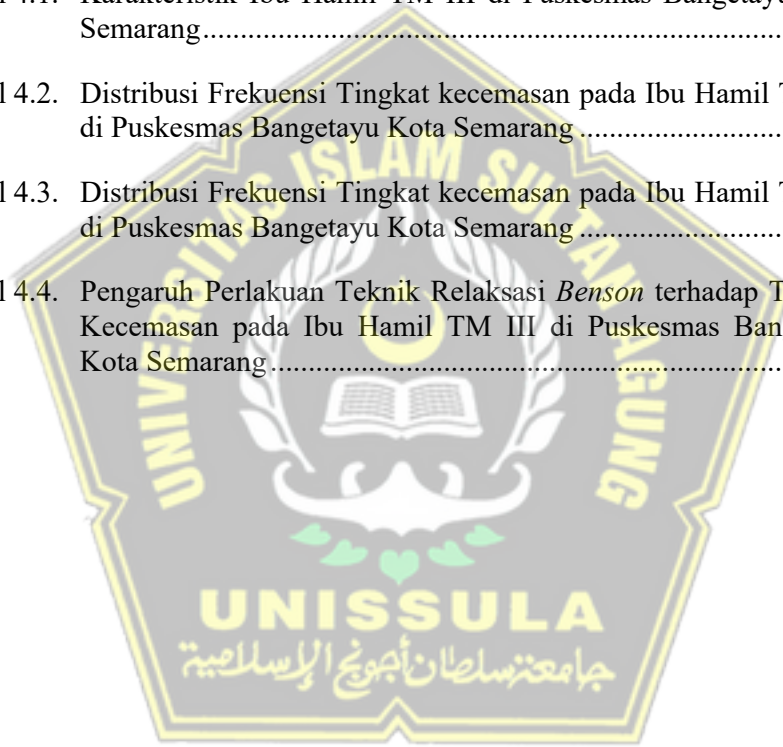 4.1. Karakteristik Ibu Hamil TM III di Puskesmas Bangetayu
Semarang
4.2. Distribusi Frekuensi Tingkat kecemasan pada Ibu Hamil
di Puskesmas Bangetayu Kota Semarang
4.3. Distribusi Frekuensi Tingkat kecemasan pada Ibu Hamil
di Puskesmas Bangetayu Kota Semarang
4.4. Pengaruh Perlakuan Teknik Relaksasi Benson terhadap
Kecemasan pada Ibu Hamil TM III di Puskesmas
Kota Semarang
UNIVERSITAS ISLAM SULTAN AGUNG
UNISSULA
جامعة سلطان أجونج الإسلامية